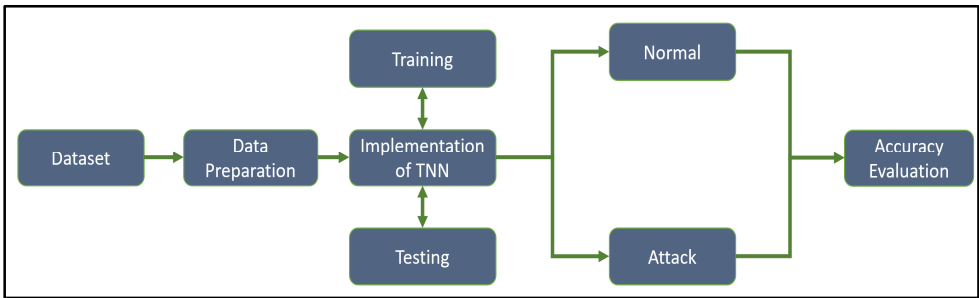 Training
Normal
Dataset
Data
Preparation
Implementation
of TNN
Accuracy
Evaluation
Testing
Attack